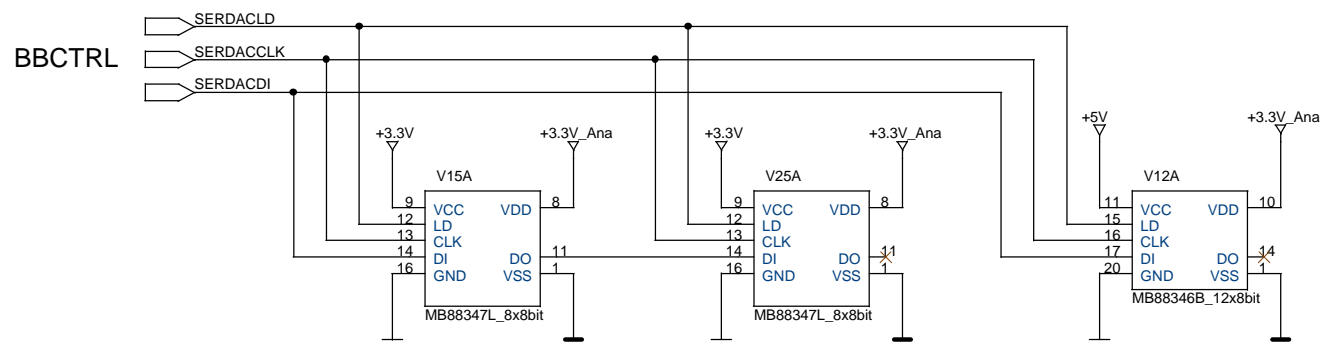 SERDACLD
BBCTRL
SERDACCLK
SERDACDI
+3.3V
+3.3V_Ana
+3.3V
+3.3V_Ana
+5V
+3.3V_Ana
V15A
V25A
V12A
9 VCC VDD 8
12 LD
13 CLK
14 DI DO 11
16 GND VSS 1
MB88347L_8x8bit
9 VCC VDD 8
12 LD
13 CLK
14 DI DO 11
16 GND VSS 1
MB88347L_8x8bit
11 VCC VDD 10
15 LD
16 CLK
17 DI DO 14
20 GND VSS 1
MB88346B_12x8bit